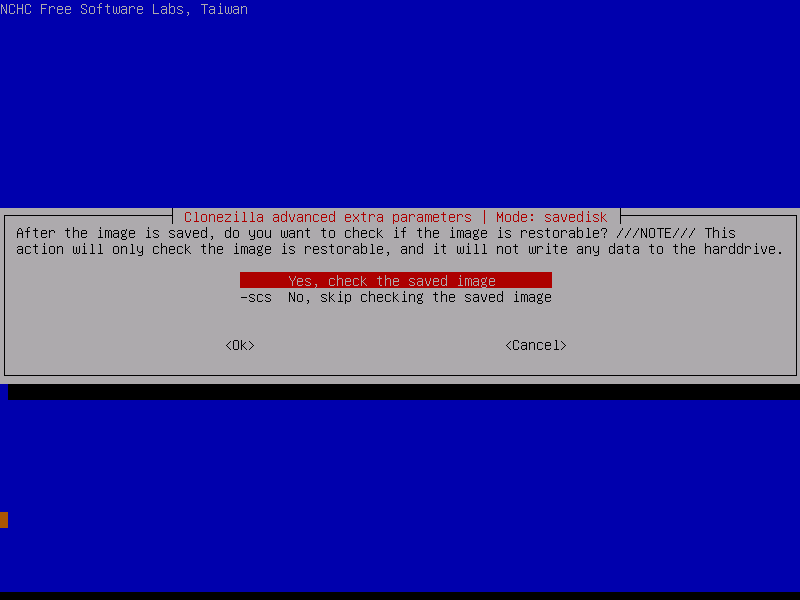 NCHC Free Software Labs, Taiwan
Clonezilla advanced extra parameters | Mode: savedisk
After the image is saved, do you want to check if the image is restorable? ///NOTE/// This
action will only check the image is restorable, and it will not write any data to the harddrive.
Yes, check the saved image
-scs  No, skip checking the saved image
<Ok> <Cancel>